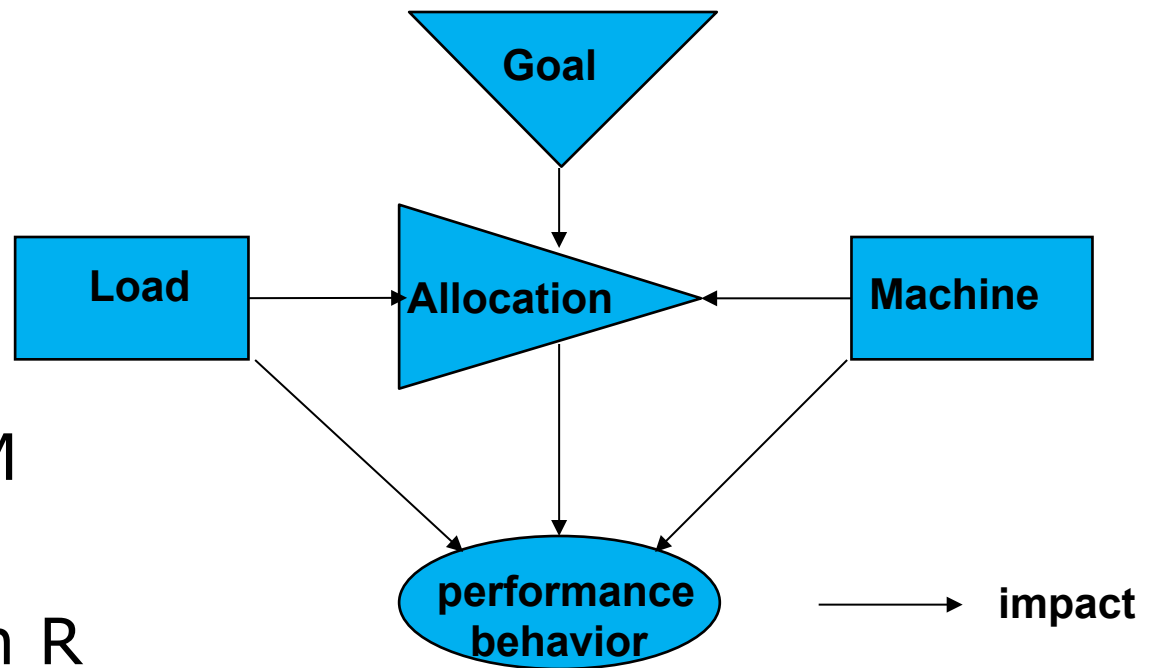 Goal
Load
Allocation
Machine
M
performance
behavior
impact
R